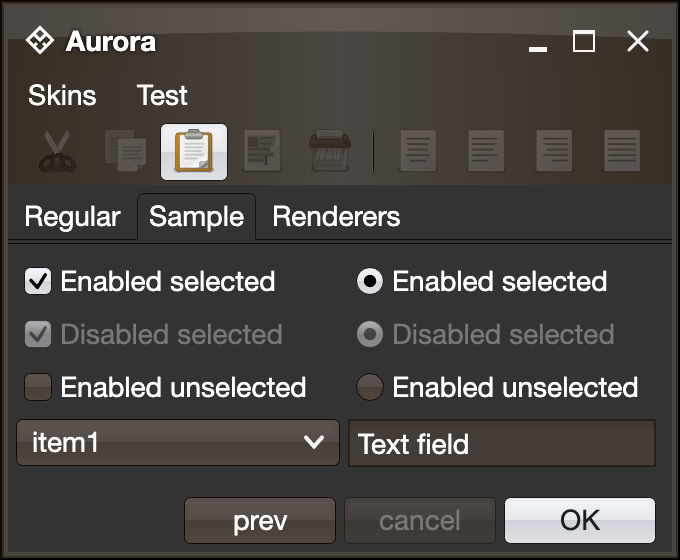 Aurora
Skins Test
Regular Sample Renderers
Enabled selected Enabled selected
Disabled selected Disabled selected
Enabled unselected Enabled unselected
item1 Text field
prev cancel OK